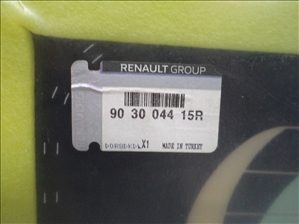 RENAULT GROUP
90 30 044 15R
X1 MADE IN TURKEY